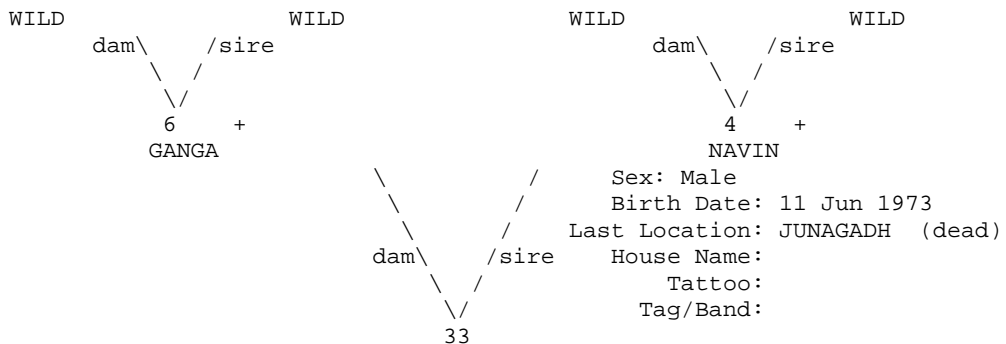 WILD WILD WILD WILD
dam\ /sire dam\ /sire
\ / \ /
\/ \/
6 + 4 +
GANGA NAVIN
\ / Sex: Male
\ / Birth Date: 11 Jun 1973
\ / Last Location: JUNAGADH (dead)
dam\ /sire House Name:
\ / Tattoo:
\/ Tag/Band:
33